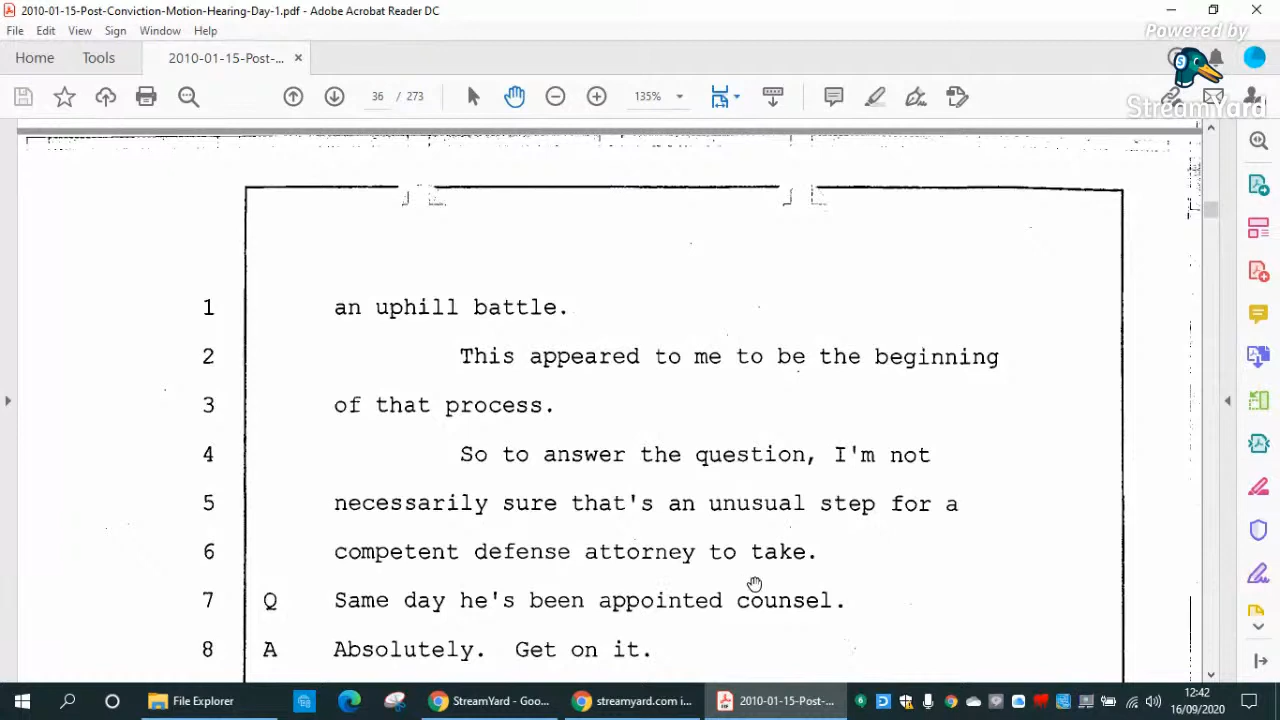 2010-01-15-Post-Conviction-Motion-Hearing-Day-1.pdf - Adobe Acrobat Reader DC
Powered by
File Edit View Sign Window Help
Home Tools 2010-01-15-Post-... ×
StreamYard
36 / 273 135%
1 an uphill battle.
2 This appeared to me to be the beginning
3 of that process.
4 So to answer the question, I'm not
5 necessarily sure that's an unusual step for a
6 competent defense attorney to take.
7 Q Same day he's been appointed counsel.
8 A Absolutely. Get on it.
File Explorer StreamYard - Goo... streamyard.com i... 2010-01-15-Post-... 12:42
16/09/2020